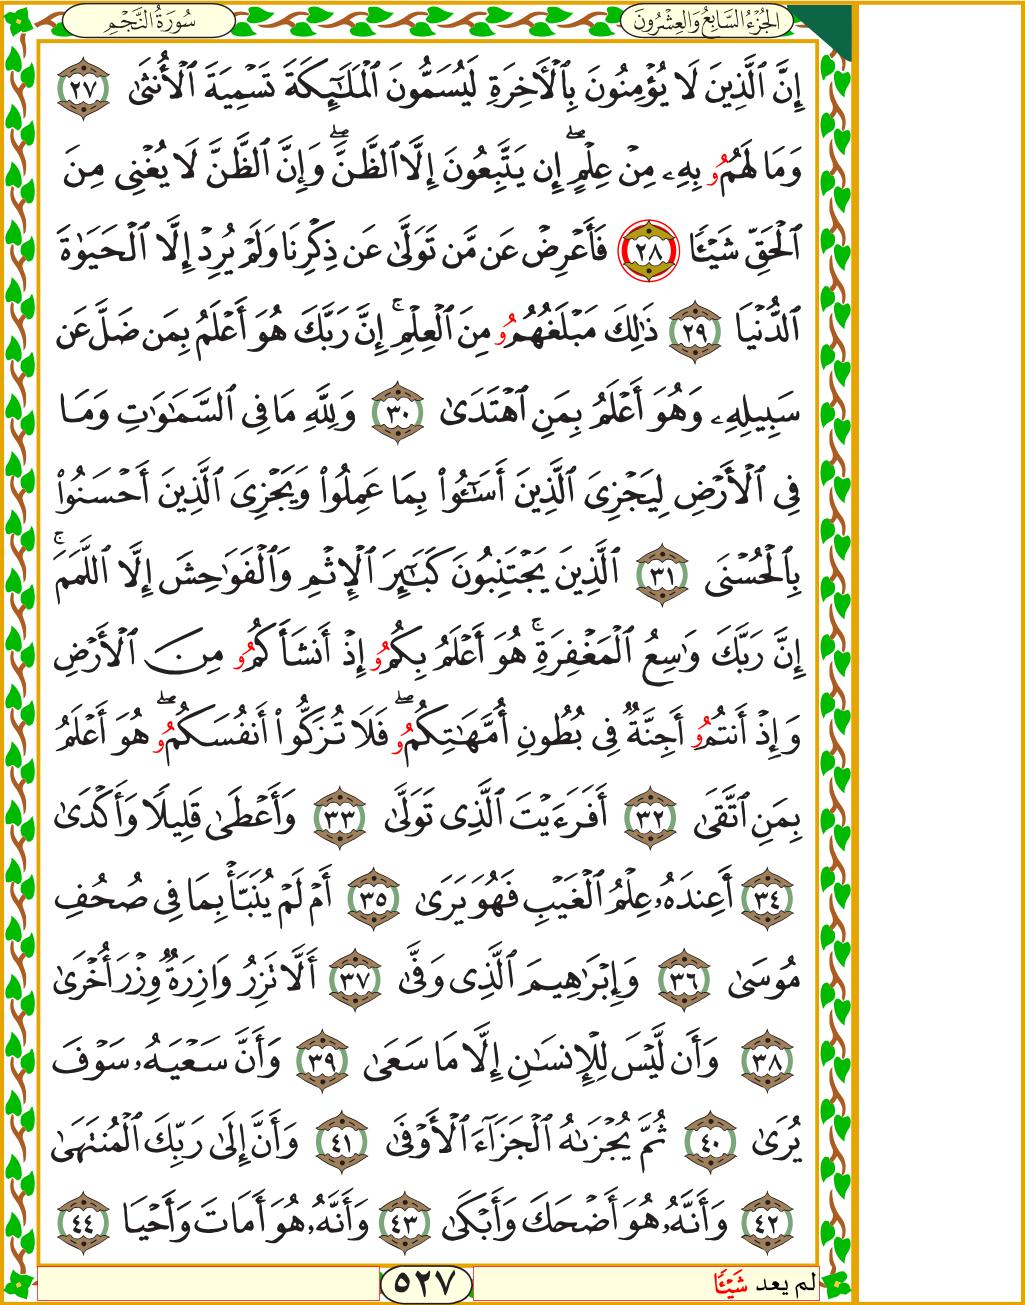 الجُزْءُ السَّابِعُ وَالعِشْرُونَ
سُورَةُ النَّجْمِ
إِنَّ ٱلَّذِينَ لَا يُؤْمِنُونَ بِٱلْأَخِرَةِ لَيُسَمُّونَ ٱلْمَلَٰٓئِكَةَ تَسْمِيَةَ ٱلْأُنثَىٰ ٢٧
وَمَا لَهُمُو بِهِۦ مِنْ عِلْمٍ ۖ إِن يَتَّبِعُونَ إِلَّا ٱلظَّنَّ ۖ وَإِنَّ ٱلظَّنَّ لَا يُغْنِى مِنَ
ٱلْحَقِّ شَيْـًٔا ٢٨ فَأَعْرِضْ عَن مَّن تَوَلَّىٰ عَن ذِكْرِنَا وَلَمْ يُرِدْ إِلَّا ٱلْحَيَوٰةَ
ٱلدُّنْيَا ٢٩ ذَٰلِكَ مَبْلَغُهُمُو مِنَ ٱلْعِلْمِ ۚ إِنَّ رَبَّكَ هُوَ أَعْلَمُ بِمَن ضَلَّ عَن
سَبِيلِهِۦ وَهُوَ أَعْلَمُ بِمَنِ ٱهْتَدَىٰ ٣٠ وَلِلَّهِ مَا فِى ٱلسَّمَٰوَٰتِ وَمَا
فِى ٱلْأَرْضِ لِيَجْزِىَ ٱلَّذِينَ أَسَٰٓـُٔوا۟ بِمَا عَمِلُوا۟ وَيَجْزِىَ ٱلَّذِينَ أَحْسَنُوا۟
بِٱلْحُسْنَى ٣١ ٱلَّذِينَ يَجْتَنِبُونَ كَبَٰٓئِرَ ٱلْإِثْمِ وَٱلْفَوَٰحِشَ إِلَّا ٱللَّمَمَ ۚ
إِنَّ رَبَّكَ وَٰسِعُ ٱلْمَغْفِرَةِ ۚ هُوَ أَعْلَمُ بِكُمُو إِذْ أَنشَأَكُمُو مِنَ ٱلْأَرْضِ
وَإِذْ أَنتُمُو أَجِنَّةٌ فِى بُطُونِ أُمَّهَٰتِكُمُو ۖ فَلَا تُزَكُّوا۟ أَنفُسَكُمُو ۖ هُوَ أَعْلَمُ
بِمَنِ ٱتَّقَىٰ ٣٢ أَفَرَءَيْتَ ٱلَّذِى تَوَلَّىٰ ٣٣ وَأَعْطَىٰ قَلِيلًا وَأَكْدَىٰ
٣٤ أَعِندَهُۥ عِلْمُ ٱلْغَيْبِ فَهُوَ يَرَىٰ ٣٥ أَمْ لَمْ يُنَبَّأْ بِمَا فِى صُحُفِ
مُوسَىٰ ٣٦ وَإِبْرَٰهِيمَ ٱلَّذِى وَفَّىٰ ٣٧ أَلَّا تَزِرُ وَازِرَةٌ وِزْرَ أُخْرَىٰ
٣٨ وَأَن لَّيْسَ لِلْإِنسَٰنِ إِلَّا مَا سَعَىٰ ٣٩ وَأَنَّ سَعْيَهُۥ سَوْفَ
يُرَىٰ ٤٠ ثُمَّ يُجْزَىٰهُ ٱلْجَزَآءَ ٱلْأَوْفَىٰ ٤١ وَأَنَّ إِلَىٰ رَبِّكَ ٱلْمُنتَهَىٰ
٤٢ وَأَنَّهُۥ هُوَ أَضْحَكَ وَأَبْكَىٰ ٤٣ وَأَنَّهُۥ هُوَ أَمَاتَ وَأَحْيَا ٤٤
لم يعد شَيْـًٔا
٥٢٧